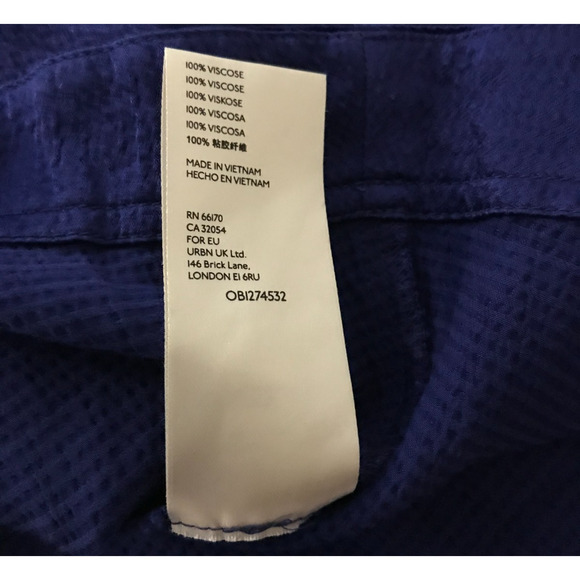 100% VISCOSE
100% VISCOSE
100% VISKOSE
100% VISCOSA
100% VISCOSA
100% 粘胶纤维
MADE IN VIETNAM
HECHO EN VIETNAM
RN 66170
CA 32054
FOR EU
URBN UK Ltd.
146 Brick Lane,
LONDON E1 6RU
OB1274532